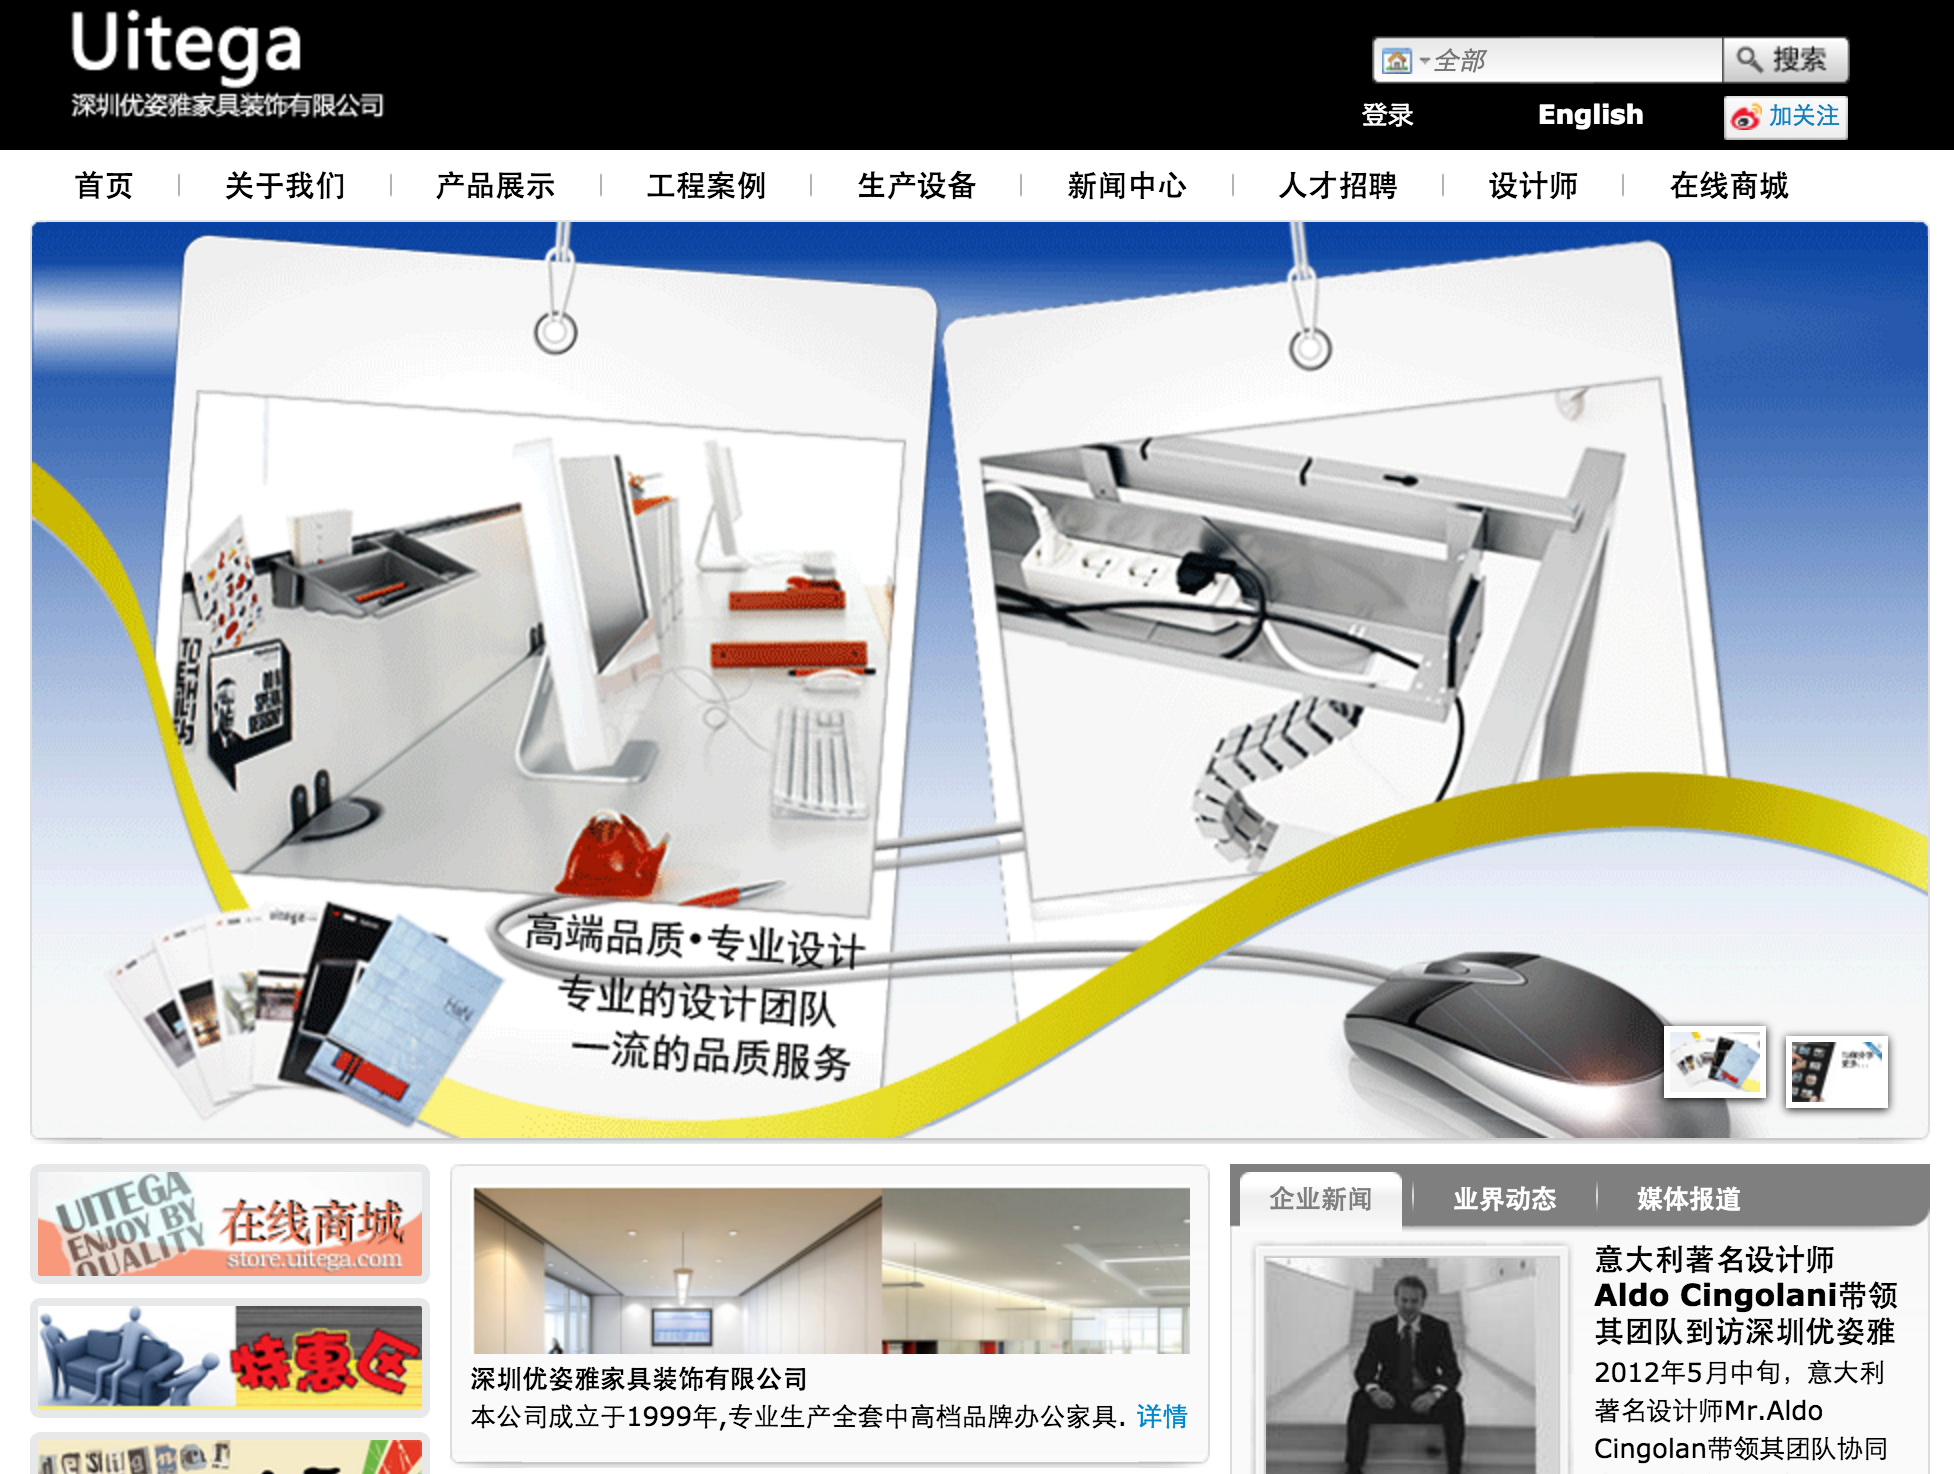 Uitega
深圳优姿雅家具装饰有限公司
全部
搜索
登录
English
加关注
首页
关于我们
产品展示
工程案例
生产设备
新闻中心
人才招聘
设计师
在线商城
uitega
高端品质•专业设计
专业的设计团队
一流的品质服务
UITEGA
ENJOY BY
QUALITY
在线商城
store.uitega.com
特惠区
深圳优姿雅家具装饰有限公司
本公司成立于1999年,专业生产全套中高档品牌办公家具. 详情
企业新闻
业界动态
媒体报道
意大利著名设计师
Aldo Cingolani带领
其团队到访深圳优姿雅
2012年5月中旬，意大利
著名设计师Mr.Aldo
Cingolan带领其团队协同